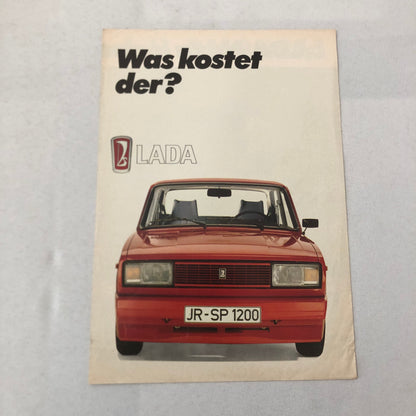 Was kostet
der?
LADA
JR-SP 1200